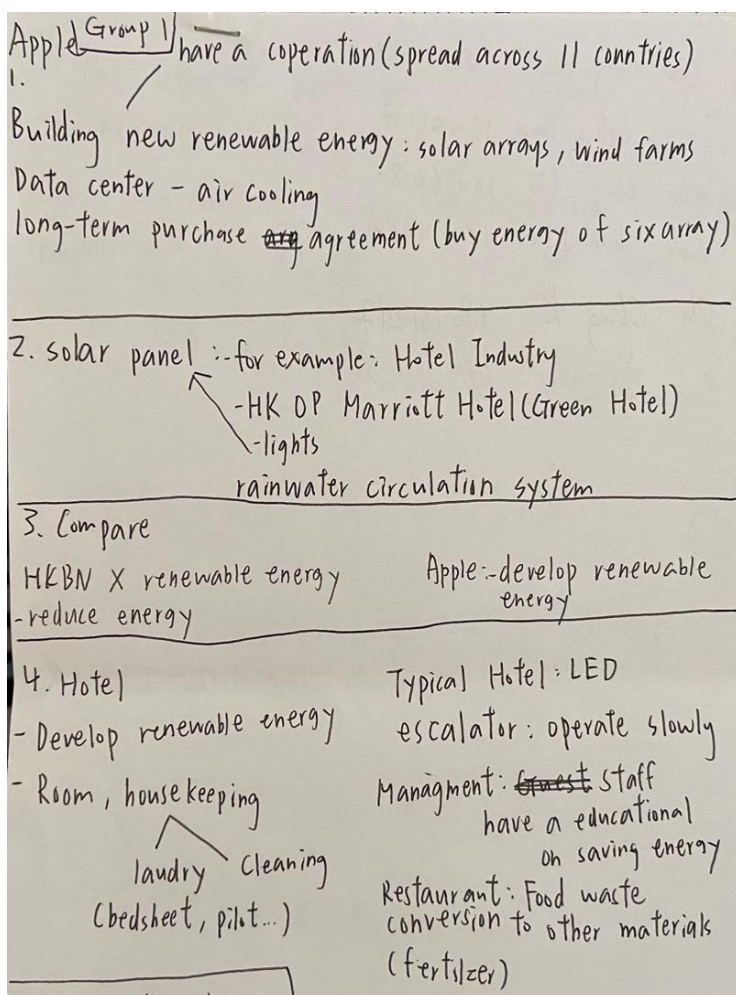 Apple Group 1 have a coperation (spread across 11 conntries)
1.
Building new renewable energy : solar arrays, wind farms
Data center - air cooling
long-term purchase agreement (buy energy of six array)
2. solar panel :- for example : Hotel Industry
- HK OP Marriott Hotel (Green Hotel)
- lights
rainwater circulation system
3. Compare
HKBN X renewable energy
- reduce energy
Apple :- develop renewable
energy
4. Hotel
- Develop renewable energy
- Room, housekeeping
laudry cleaning
(bedsheet, pilot...)
Typical Hotel : LED
escalator : operate slowly
Managment : staff
have a educational
on saving energy
Restaurant : Food waste
conversion to other materials
(fertilzer)